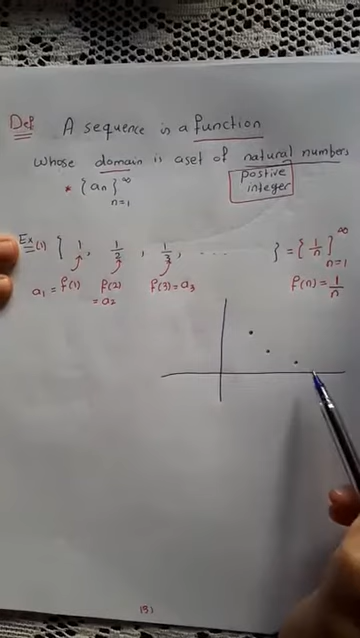 Def A sequence is a function
whose domain is a set of natural numbers
* {an}∞n=1 postive
integer
Ex (1) { 1, 1/2, 1/3, ..... } = {1/n}∞n=1
a1 = f(1) f(2) = a2 f(3) = a3 f(n) = 1/n
(3)